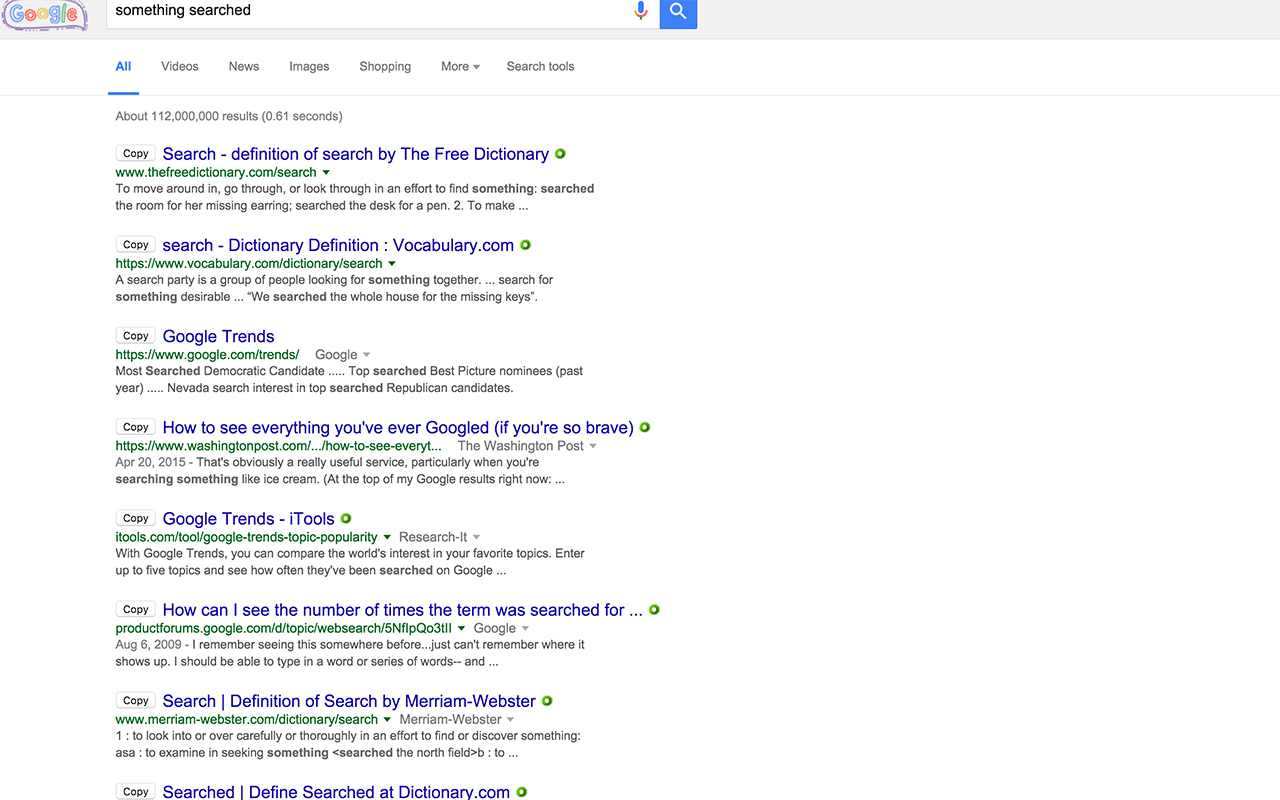 Google something searched
All Videos News Images Shopping More Search tools
About 112,000,000 results (0.61 seconds)
Copy Search - definition of search by The Free Dictionary
www.thefreedictionary.com/search
To move around in, go through, or look through in an effort to find something: searched
the room for her missing earring; searched the desk for a pen. 2. To make ...
Copy search - Dictionary Definition : Vocabulary.com
https://www.vocabulary.com/dictionary/search
A search party is a group of people looking for something together. ... search for
something desirable ... “We searched the whole house for the missing keys”.
Copy Google Trends
https://www.google.com/trends/ Google
Most Searched Democratic Candidate ..... Top searched Best Picture nominees (past
year) ..... Nevada search interest in top searched Republican candidates.
Copy How to see everything you've ever Googled (if you're so brave)
https://www.washingtonpost.com/.../how-to-see-everyt... The Washington Post
Apr 20, 2015 - That's obviously a really useful service, particularly when you're
searching something like ice cream. (At the top of my Google results right now: ...
Copy Google Trends - iTools
itools.com/tool/google-trends-topic-popularity Research-It
With Google Trends, you can compare the world's interest in your favorite topics. Enter
up to five topics and see how often they've been searched on Google ...
Copy How can I see the number of times the term was searched for ...
productforums.google.com/d/topic/websearch/5NfIpQo3tII Google
Aug 6, 2009 - I remember seeing this somewhere before...just can't remember where it
shows up. I should be able to type in a word or series of words-- and ...
Copy Search | Definition of Search by Merriam-Webster
www.merriam-webster.com/dictionary/search Merriam-Webster
1 : to look into or over carefully or thoroughly in an effort to find or discover something:
asa : to examine in seeking something <searched the north field>b : to ...
Copy Searched | Define Searched at Dictionary.com